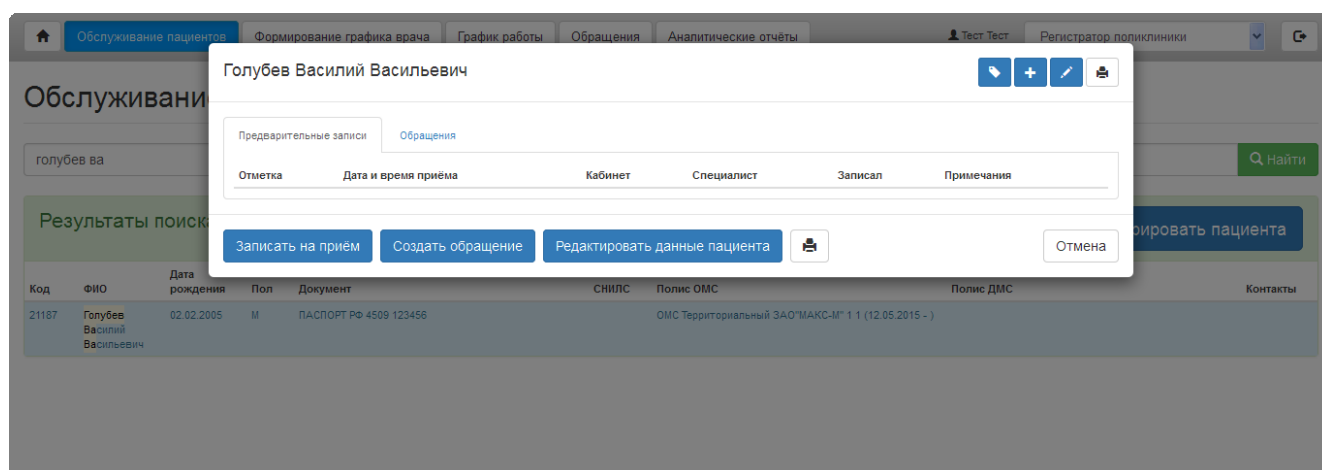 Обслуживание пациентов Формирование графика врача График работы Обращения Аналитические отчёты Тест Тест Регистратор поликлиники
Голубев Василий Васильевич
Обслуживани
Предварительные записи Обращения
голубев ва Найти
Отметка Дата и время приёма Кабинет Специалист Записал Примечания
Результаты поиск
Записать на приём Создать обращение Редактировать данные пациента Отмена
рировать пациента
Код ФИО Дата рождения Пол Документ СНИЛС Полис ОМС Полис ДМС Контакты
21187 Голубев 02.02.2005 М ПАСПОРТ РФ 4509 123456 ОМС Территориальный ЗАО"МАКС-М" 1 1 (12.05.2015 - )
Василий
Васильевич